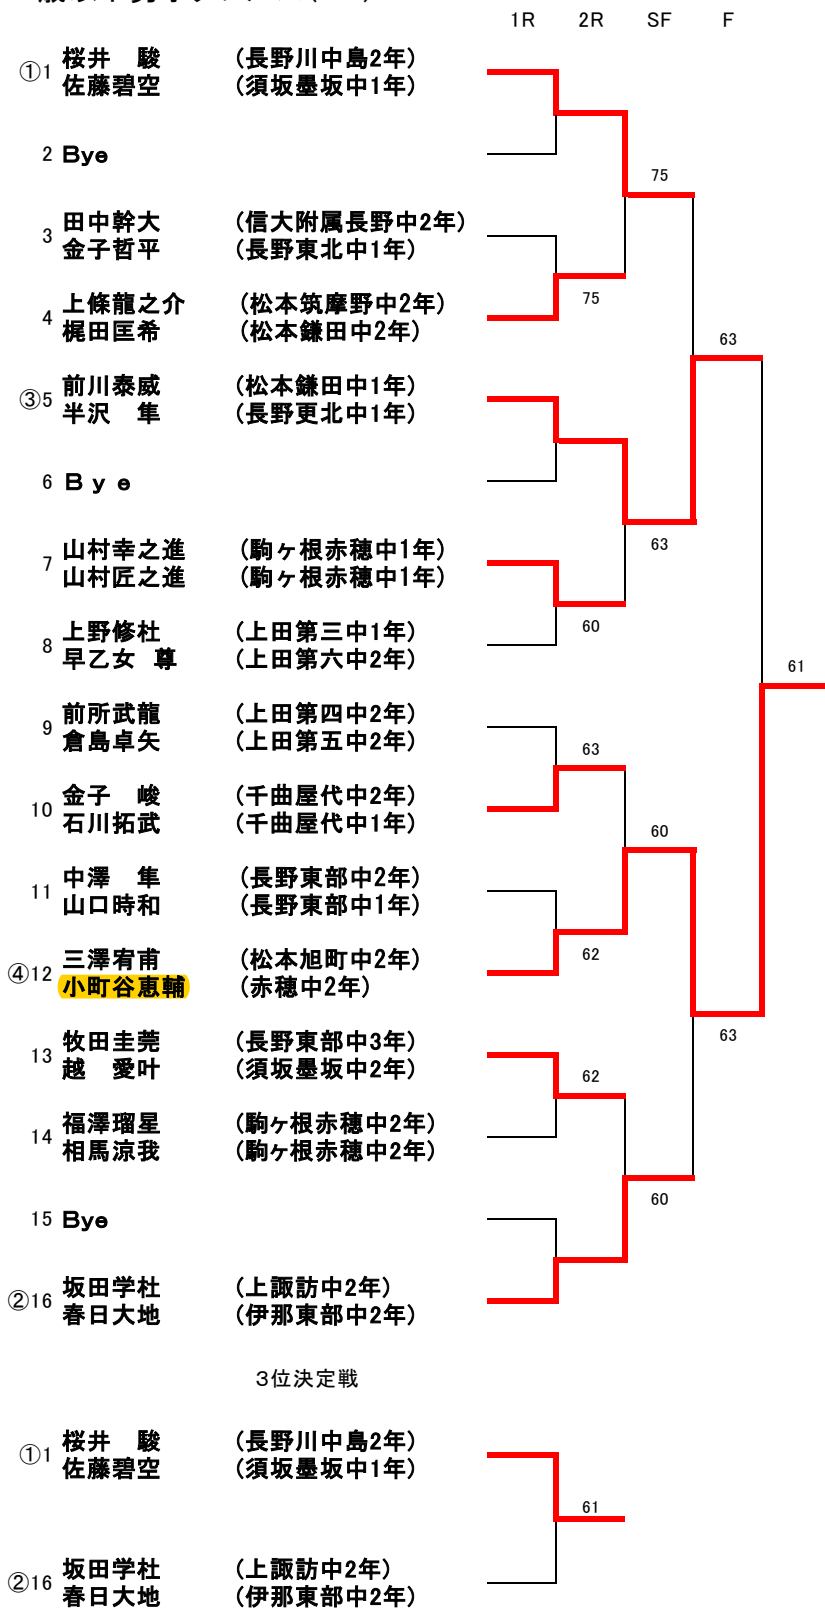 1R 2R SF F
①1 桜井　駿 (長野川中島2年)
佐藤碧空 (須坂墨坂中1年)
2 Bye
75
3 田中幹大 (信大附属長野中2年)
金子哲平 (長野東北中1年)
4 上條龍之介 (松本筑摩野中2年) 75
梶田匡希 (松本鎌田中2年)
63
③5 前川泰威 (松本鎌田中1年)
半沢　隼 (長野更北中1年)
6 Ｂｙｅ
7 山村幸之進 (駒ヶ根赤穂中1年) 63
山村匠之進 (駒ヶ根赤穂中1年)
8 上野修杜 (上田第三中1年) 60
早乙女 尊 (上田第六中2年)
61
9 前所武龍 (上田第四中2年)
倉島卓矢 (上田第五中2年) 63
10 金子　峻 (千曲屋代中2年)
石川拓武 (千曲屋代中1年) 60
11 中澤　隼 (長野東部中2年)
山口時和 (長野東部中1年)
④12 三澤宥甫 (松本旭町中2年) 62
小町谷恵輔 (赤穂中2年)
13 牧田圭莞 (長野東部中3年) 63
越　愛叶 (須坂墨坂中2年) 62
14 福澤瑠星 (駒ヶ根赤穂中2年)
相馬涼我 (駒ヶ根赤穂中2年)
60
15 Bye
②16 坂田学杜 (上諏訪中2年)
春日大地 (伊那東部中2年)
3位決定戦
①1 桜井　駿 (長野川中島2年)
佐藤碧空 (須坂墨坂中1年)
61
②16 坂田学杜 (上諏訪中2年)
春日大地 (伊那東部中2年)